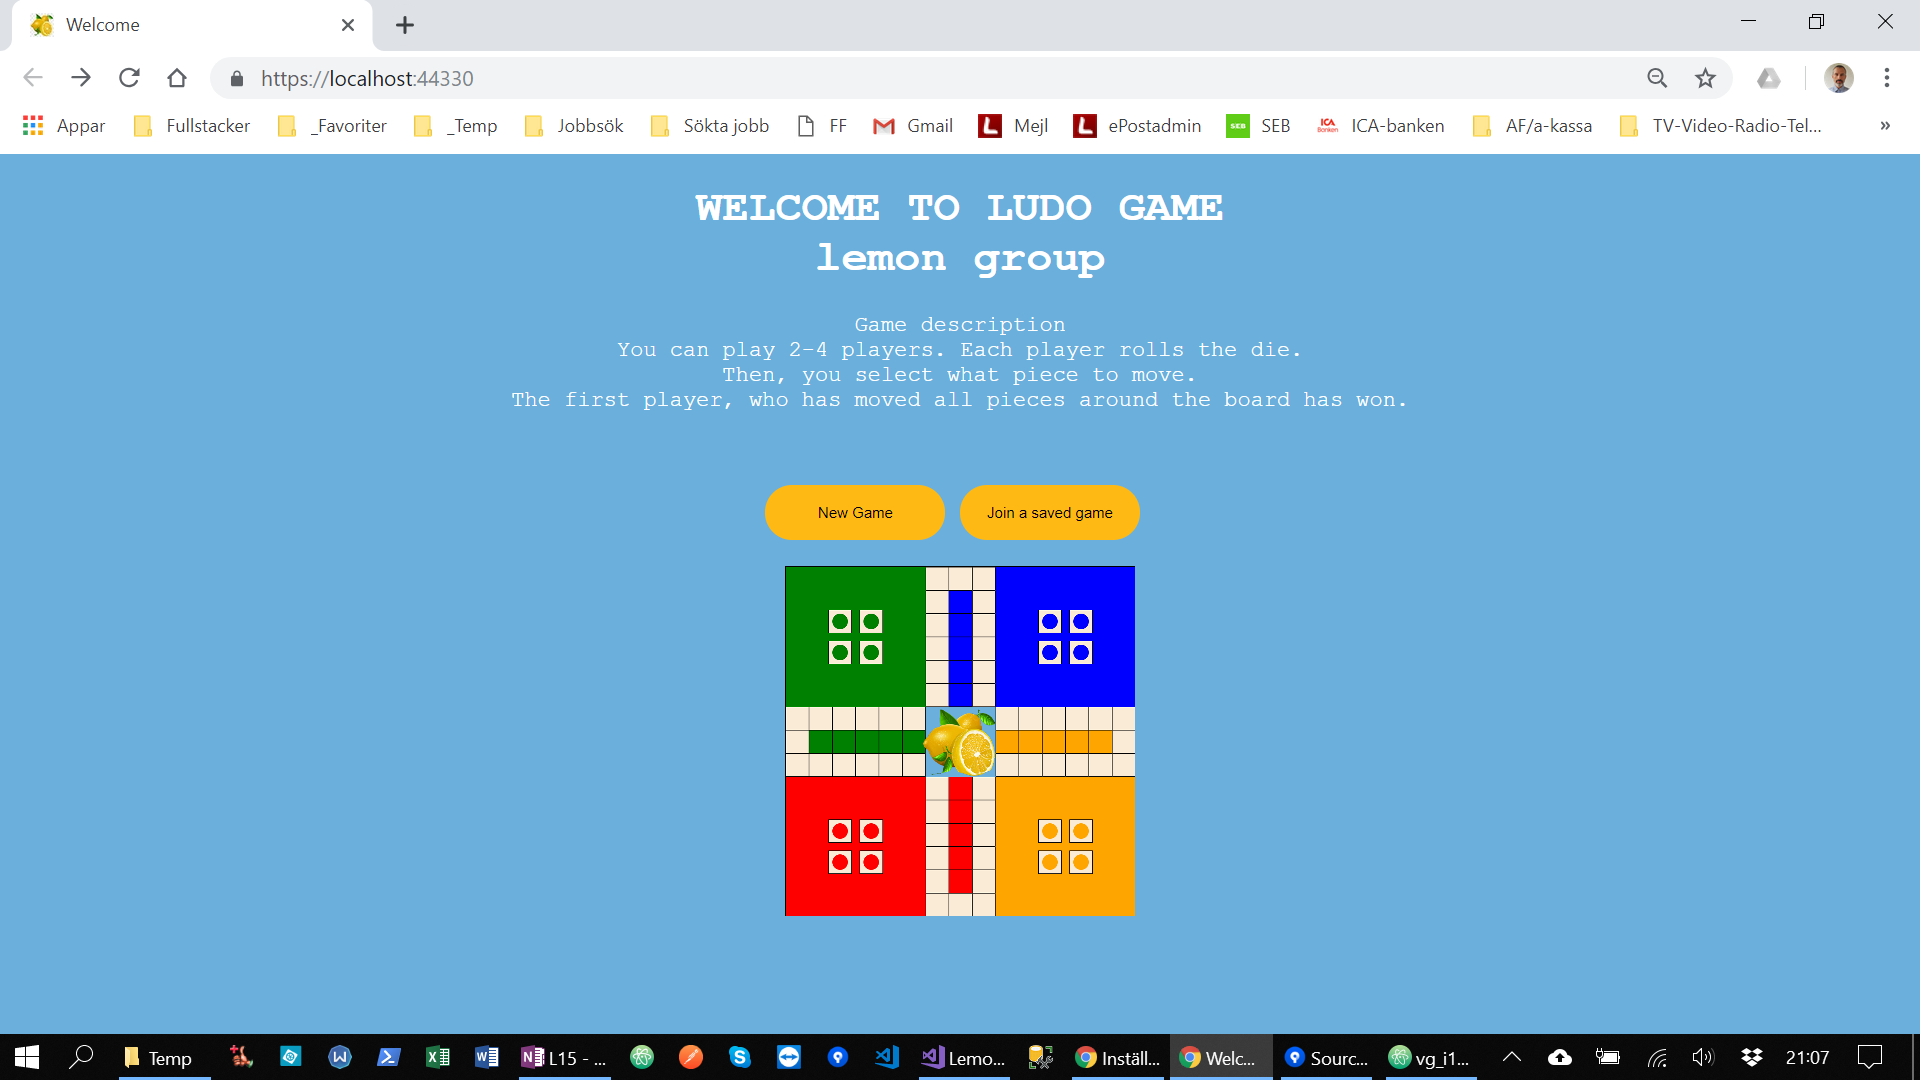 Welcome
https://localhost:44330
Appar Fullstacker _Favoriter _Temp Jobbsök Sökta jobb FF Gmail Mejl ePostadmin SEB SEB ICA Banken ICA-banken AF/a-kassa TV-Video-Radio-Tel... »
WELCOME TO LUDO GAME
lemon group
Game description
You can play 2-4 players. Each player rolls the die.
Then, you select what piece to move.
The first player, who has moved all pieces around the board has won.
New Game Join a saved game
Temp L15 - ... Lemo... Install... Welc... Sourc... vg_i1... 21:07